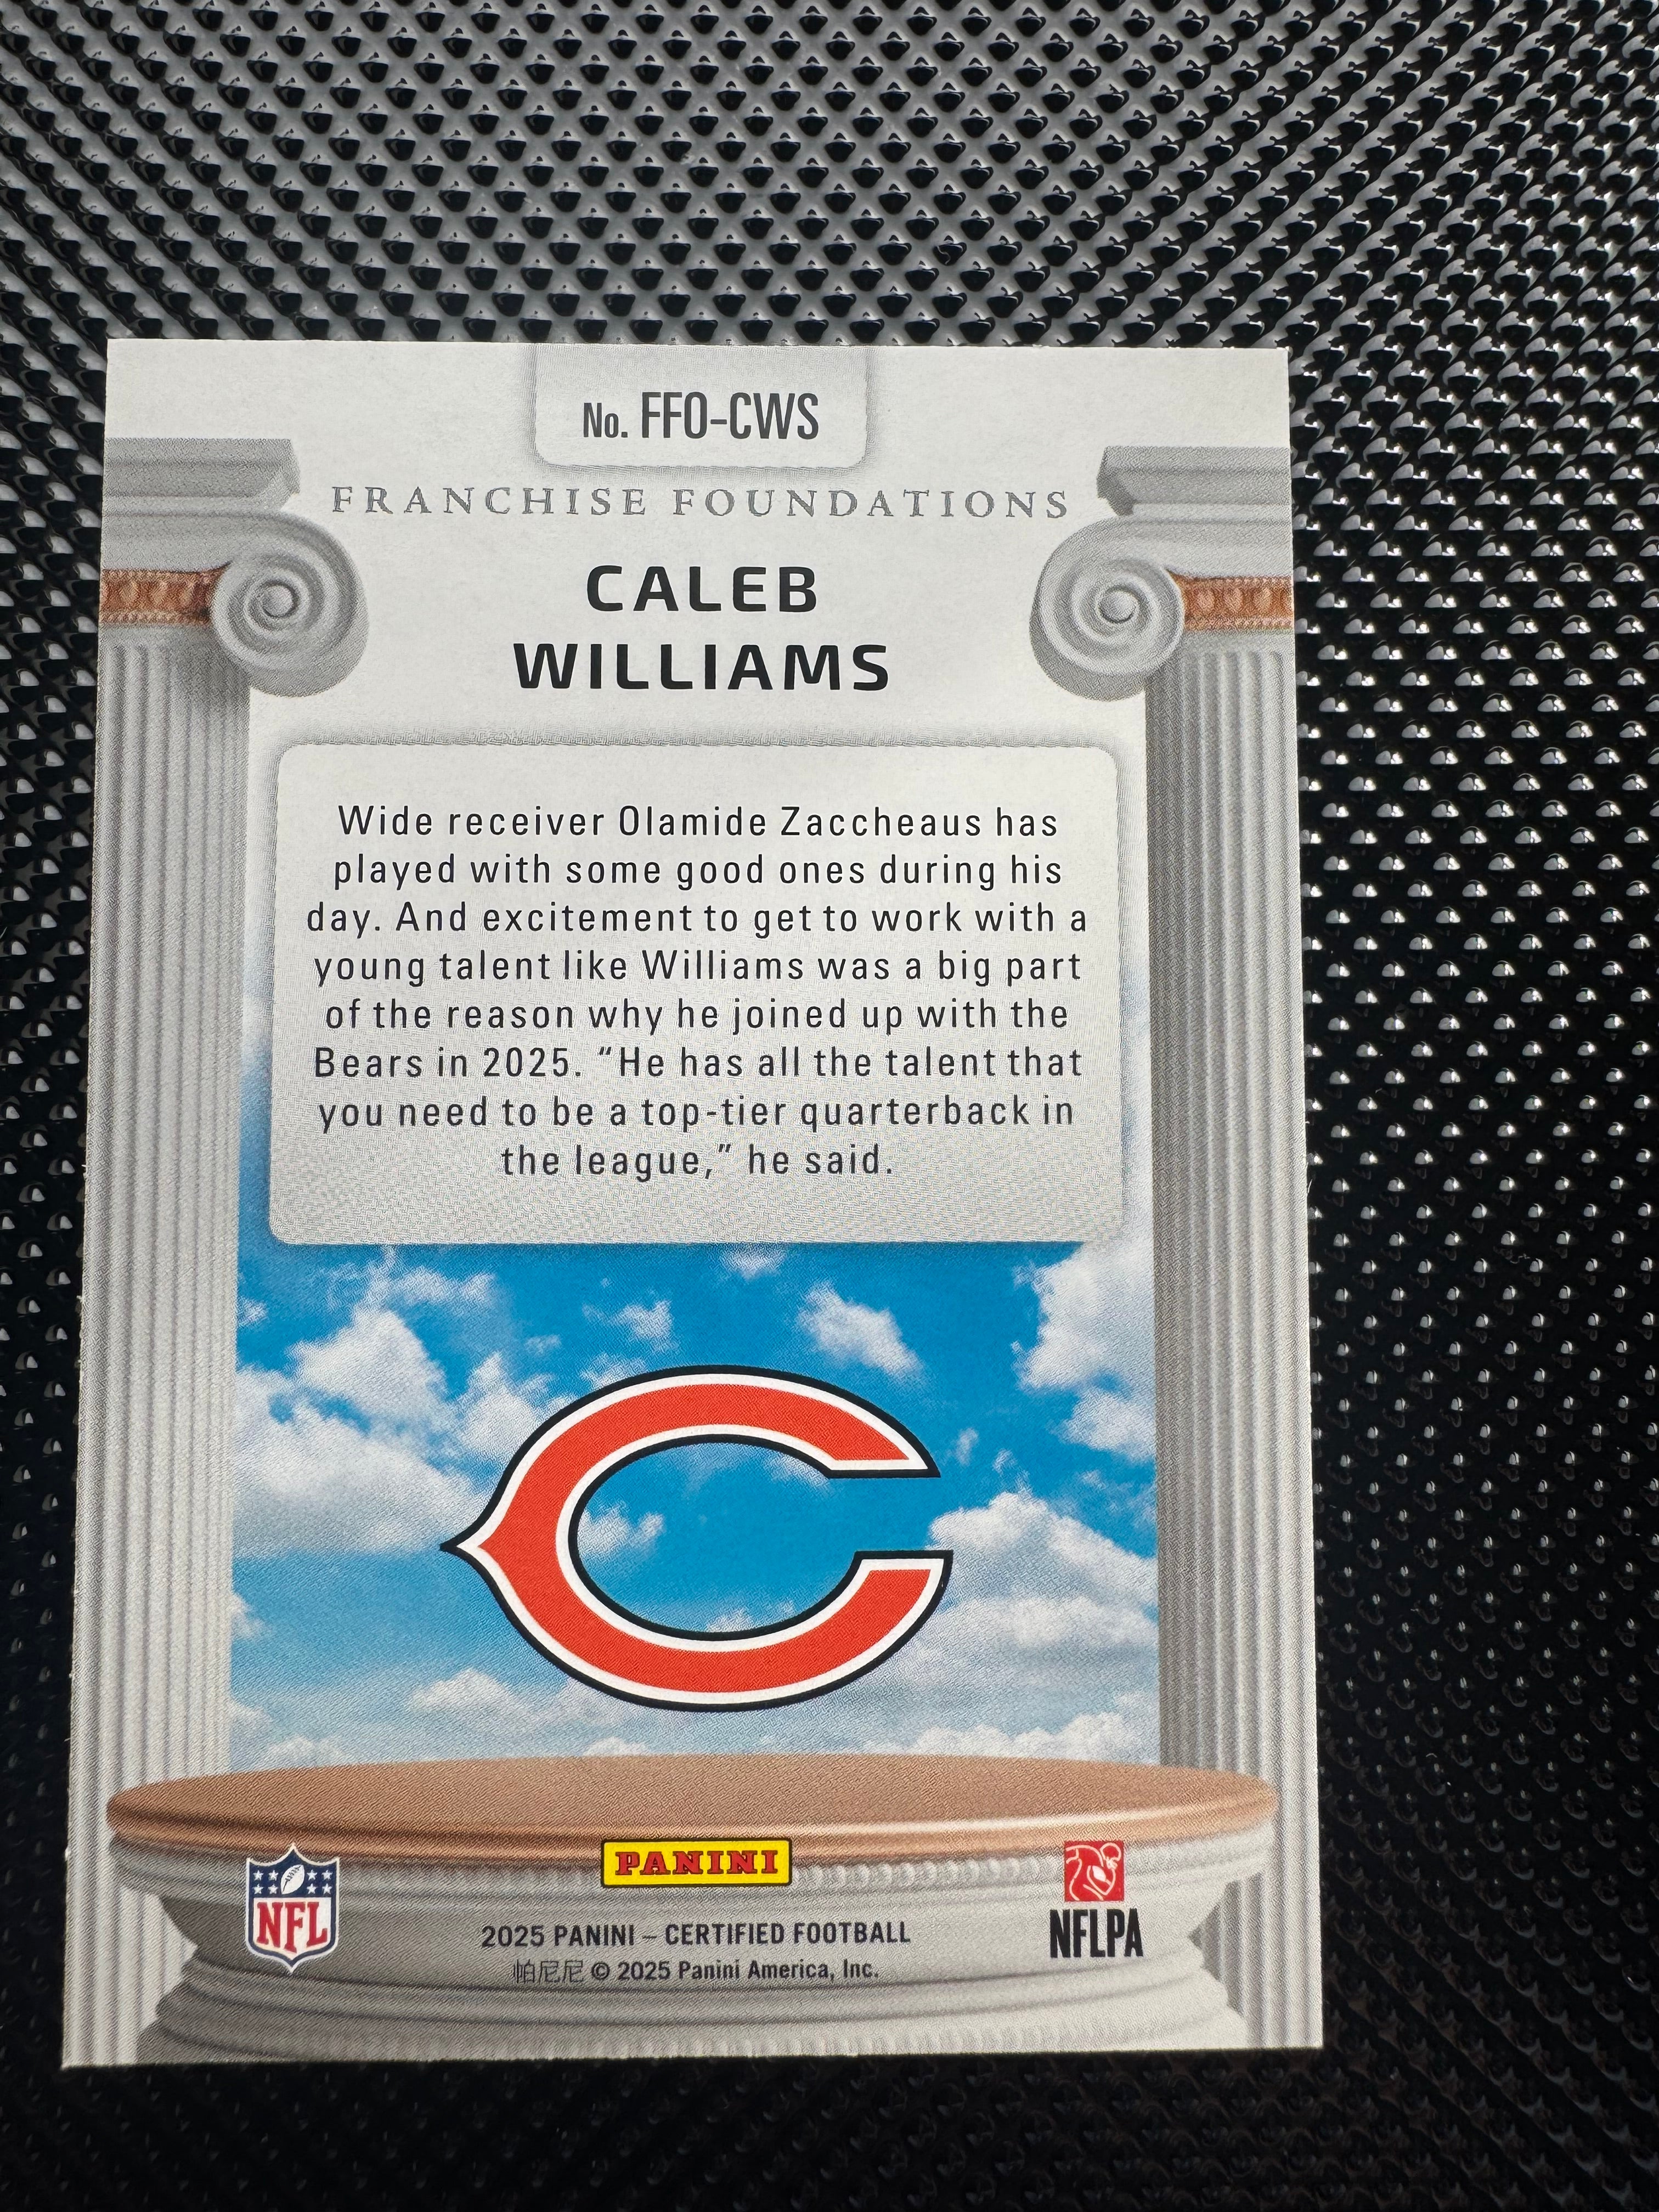 No. FFO-CWS
FRANCHISE FOUNDATIONS
CALEB
WILLIAMS
Wide receiver Olamide Zaccheaus has
played with some good ones during his
day. And excitement to get to work with a
young talent like Williams was a big part
of the reason why he joined up with the
Bears in 2025. “He has all the talent that
you need to be a top-tier quarterback in
the league,” he said.
C
NFL
PANINI
NFLPA
2025 PANINI – CERTIFIED FOOTBALL
帕尼尼 © 2025 Panini America, Inc.